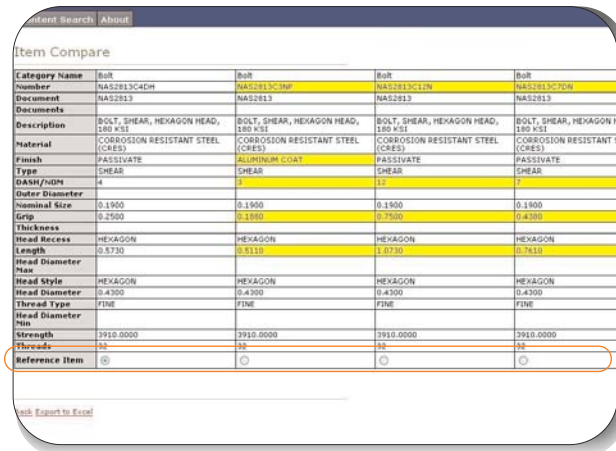 ontent Search About
Item Compare
Category Name Bolt Bolt Bolt Bolt
Number NAS2813C4DH NAS2813C3NP NAS2813C12N NAS2813C7DN
Document NAS2813 NAS2813 NAS2813 NAS2813
Documents
Description BOLT, SHEAR, HEXAGON HEAD, 180 KSI BOLT, SHEAR, HEXAGON HEAD, 180 KSI BOLT, SHEAR, HEXAGON HEAD, 180 KSI BOLT, SHEAR, HEXAGON H 180 KSI
Material CORROSION RESISTANT STEEL (CRES) CORROSION RESISTANT STEEL (CRES) CORROSION RESISTANT STEEL (CRES) CORROSION RESISTANT S (CRES)
Finish PASSIVATE ALUMINUM COAT PASSIVATE PASSIVATE
Type SHEAR SHEAR SHEAR SHEAR
DASH/NOM 4 3 12 7
Outer Diameter
Nominal Size 0.1900 0.1900 0.1900 0.1900
Grip 0.2500 0.1880 0.7500 0.4380
Thickness
Head Recess HEXAGON HEXAGON HEXAGON HEXAGON
Length 0.5730 0.5110 1.0730 0.7610
Head Diameter Max
Head Style HEXAGON HEXAGON HEXAGON HEXAGON
Head Diameter 0.4300 0.4300 0.4300 0.4300
Thread Type FINE FINE FINE FINE
Head Diameter Min
Strength 3910.0000 3910.0000 3910.0000 3910.0000
Threads 32 32 32 32
Reference Item
Back Export to Excel